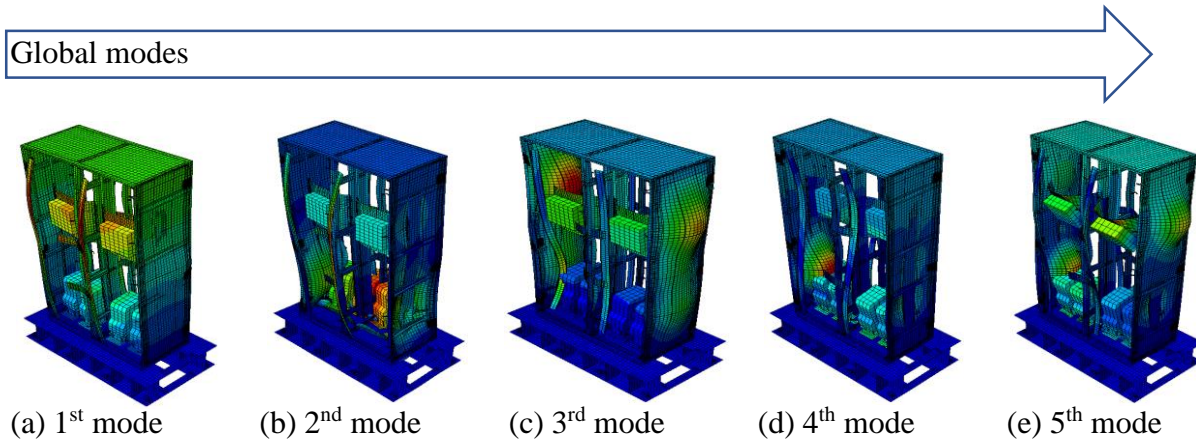 Global modes
(a) 1st mode
(b) 2nd mode
(c) 3rd mode
(d) 4th mode
(e) 5th mode